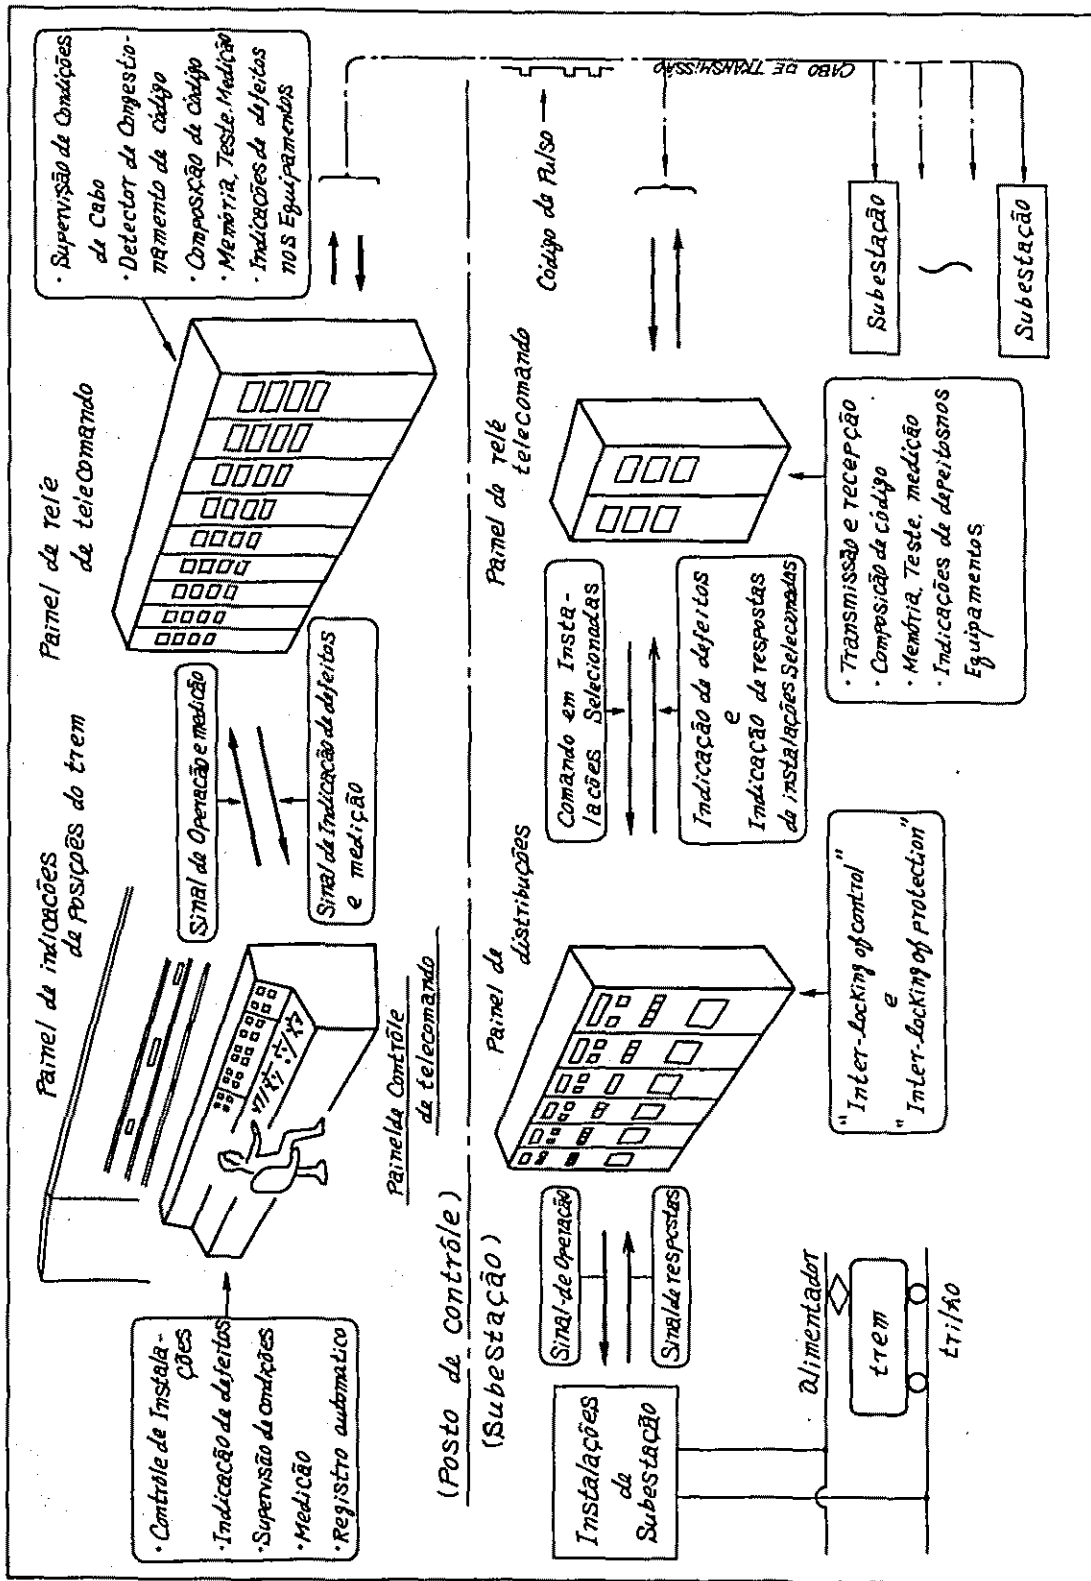 Painel de indicações
de Posições do trem
Painel de relé
de telecomando
· Supervisão de Condições
de Cabo
· Detector de Congestio-
namento de Código
· Composição de Código
· Memória, Teste. Medição
· Indicações de defeitos
nos Equipamentos
Sinal de Operação e medição
Sinal de Indicação de defeitos
e medição
· Contrôle de Instala-
ções
· Indicação de defeitos
· Supervisão de condições
· Medicão
· Registro automatico
Painel de Contrôle
de telecomando
(Posto de Contrôle)
(Subestação)
Painel de
distribuções
Painel de relé
telecomando
Código de Pulso
CABO DE TRANSMISSÃO
Sinal-de Operação
Sinal de respostas
Comando em Insta-
lações Selecionadas
Indicação de defeitos
e
Indicação de respostas
de instalações Selecionadas
Instalações
de
Subestação
Subestação
Subestação
"Inter-Locking of control"
e
"Inter-Locking of protection"
· Transmissão e recepção
· Composicão de código
· Memória, Teste. medição
· Indicações de depeitosnos
Equipamentos
alimentador
trem
trilho